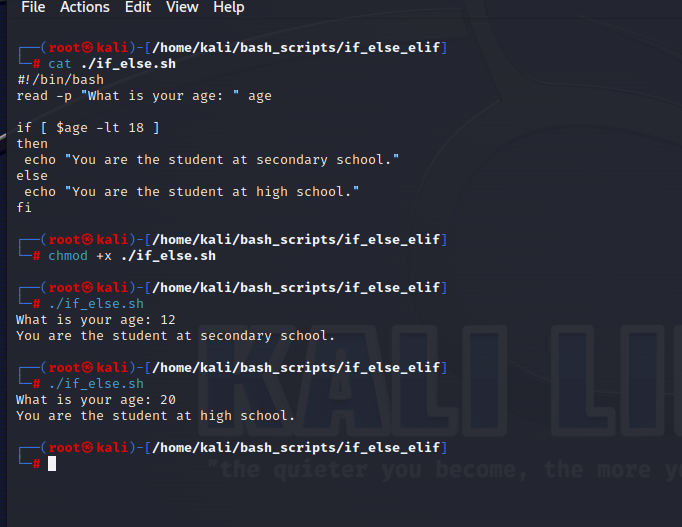 File Actions Edit View Help
┌──(root㉿kali)-[/home/kali/bash_scripts/if_else_elif]
└─# cat ./if_else.sh
#!/bin/bash
read -p "What is your age: " age
if [ $age -lt 18 ]
then
 echo "You are the student at secondary school."
else
 echo "You are the student at high school."
fi
┌──(root㉿kali)-[/home/kali/bash_scripts/if_else_elif]
└─# chmod +x ./if_else.sh
┌──(root㉿kali)-[/home/kali/bash_scripts/if_else_elif]
└─# ./if_else.sh
What is your age: 12
You are the student at secondary school.
┌──(root㉿kali)-[/home/kali/bash_scripts/if_else_elif]
└─# ./if_else.sh
What is your age: 20
You are the student at high school.
┌──(root㉿kali)-[/home/kali/bash_scripts/if_else_elif]
└─#
KALI
"the quieter you become, the more